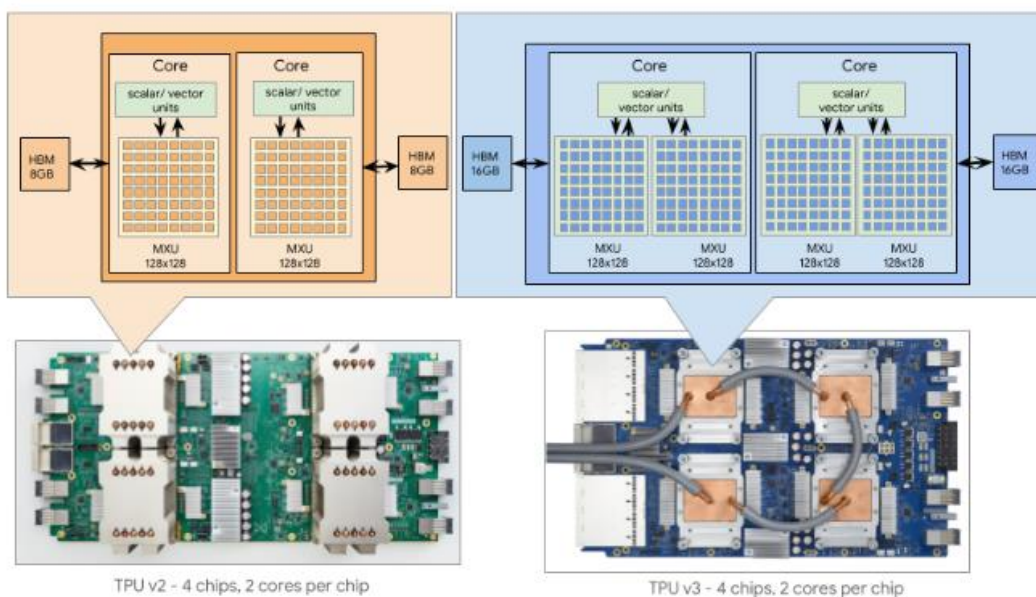 Core
Core
scalar/ vector
units
scalar/ vector
units
HBM
8GB
HBM
8GB
MXU
128x128
MXU
128x128
Core
Core
scalar/
vector units
scalar/
vector units
HBM
16GB
HBM
16GB
MXU
128x128
MXU
128x128
MXU
128x128
MXU
128x128
TPU v2 - 4 chips, 2 cores per chip
TPU v3 - 4 chips, 2 cores per chip